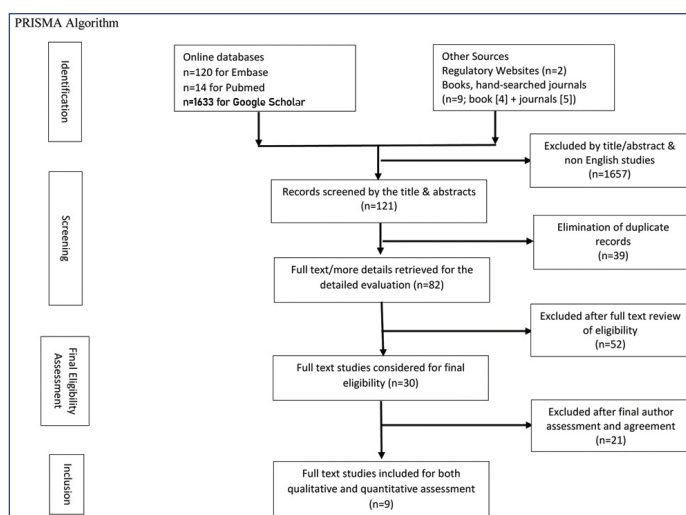 PRISMA Algorithm
Identification
Online databases
n=120 for Embase
n=14 for Pubmed
n=1633 for Google Scholar
Other Sources
Regulatory Websites (n=2)
Books, hand-searched journals
(n=9; book [4] + journals [5])
Excluded by title/abstract &
non English studies
(n=1657)
Screening
Records screened by the title & abstracts
(n=121)
Elimination of duplicate
records
(n=39)
Full text/more details retrieved for the
detailed evaluation (n=82)
Excluded after full text review
of eligibility
(n=52)
Final Eligibility
Assessment
Full text studies considered for final
eligibility (n=30)
Excluded after final author
assessment and agreement
(n=21)
Inclusion
Full text studies included for both
qualitative and quantitative assessment
(n=9)